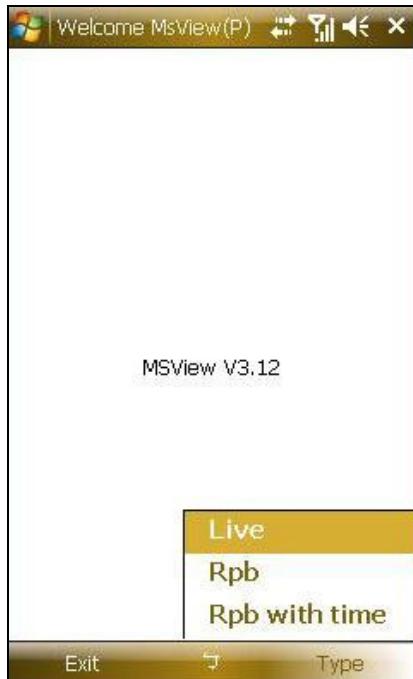 Welcome MsView(P)
MSView V3.12
Live
Rpb
Rpb with time
Exit
Type